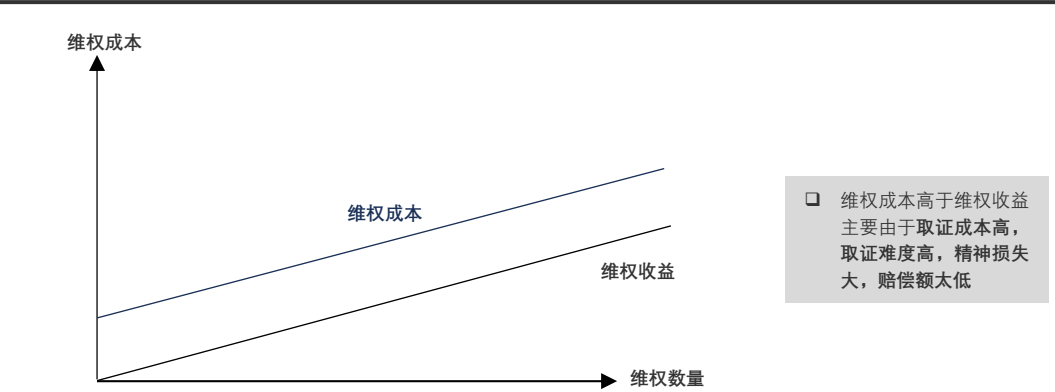 维权成本
维权成本
维权收益
维权数量
维权成本高于维权收益
主要由于取证成本高，
取证难度高，精神损失
大，赔偿额太低